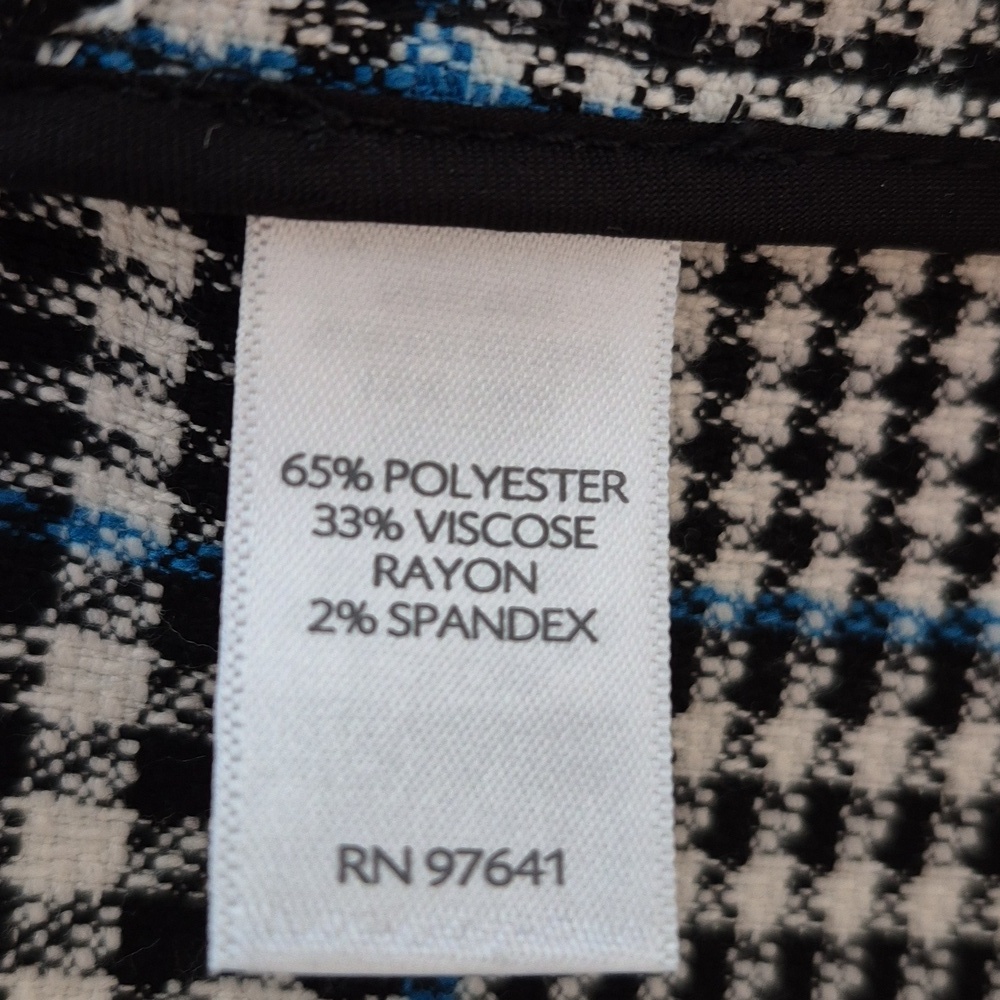 65% POLYESTER
33% VISCOSE
RAYON
2% SPANDEX
RN 97641